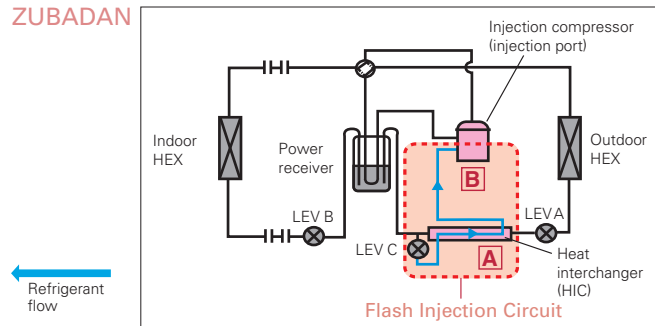 ZUBADAN
Injection compressor
(injection port)
Indoor
HEX
Power
receiver
Outdoor
HEX
B
LEV B
LEV A
LEV C
A
Heat
interchanger
(HIC)
Refrigerant
flow
Flash Injection Circuit